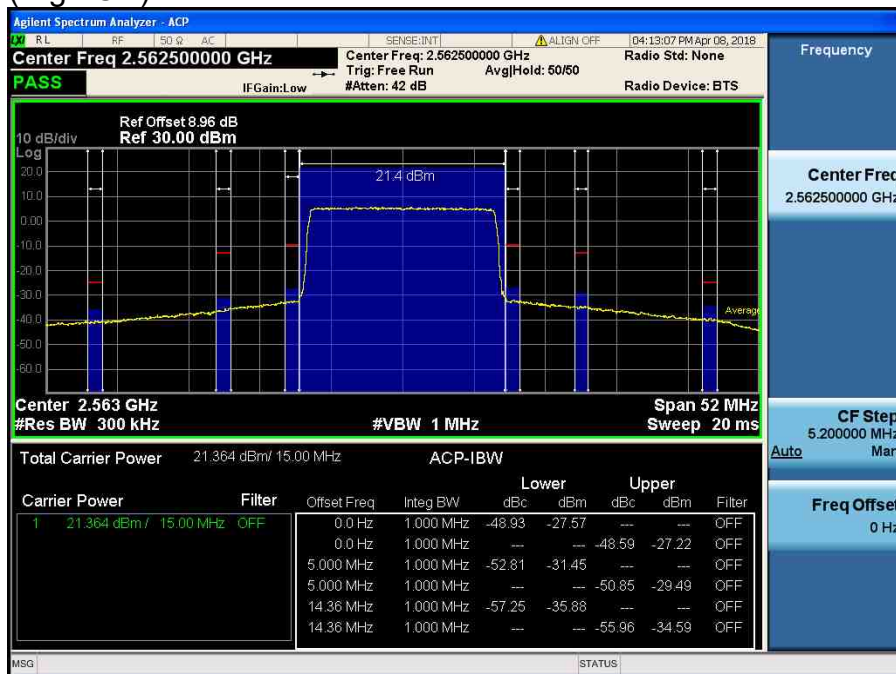 Agilent Spectrum Analyzer - ACP
LXI RL RF 50 Ω AC SENSE:INT ALIGN OFF 04:13:07 PM Apr 08, 2018
Center Freq 2.562500000 GHz
Center Freq: 2.562500000 GHz
Radio Std: None
Trig: Free Run Avg|Hold: 50/50
PASS
IFGain:Low #Atten: 42 dB Radio Device: BTS
Frequency
Ref Offset 8.96 dB
10 dB/div Ref 30.00 dBm
Log
20.0
10.0
0.00
-10.0
-20.0
-30.0
-40.0
-50.0
-60.0
21.4 dBm
Average
Center 2.563 GHz Span 52 MHz
#Res BW 300 kHz #VBW 1 MHz Sweep 20 ms
Center Freq
2.562500000 GHz
CF Step
5.200000 MHz
Auto Man
Freq Offset
0 Hz
Total Carrier Power 21.364 dBm/ 15.00 MHz ACP-IBW
Lower Upper
Carrier Power Filter Offset Freq Integ BW dBc dBm dBc dBm Filter
1 21.364 dBm / 15.00 MHz OFF 0.0 Hz 1.000 MHz -48.93 -27.57 --- --- OFF
0.0 Hz 1.000 MHz --- --- -48.59 -27.22 OFF
5.000 MHz 1.000 MHz -52.81 -31.45 --- --- OFF
5.000 MHz 1.000 MHz --- --- -50.85 -29.49 OFF
14.36 MHz 1.000 MHz -57.25 -35.88 --- --- OFF
14.36 MHz 1.000 MHz --- --- -55.96 -34.59 OFF
MSG STATUS